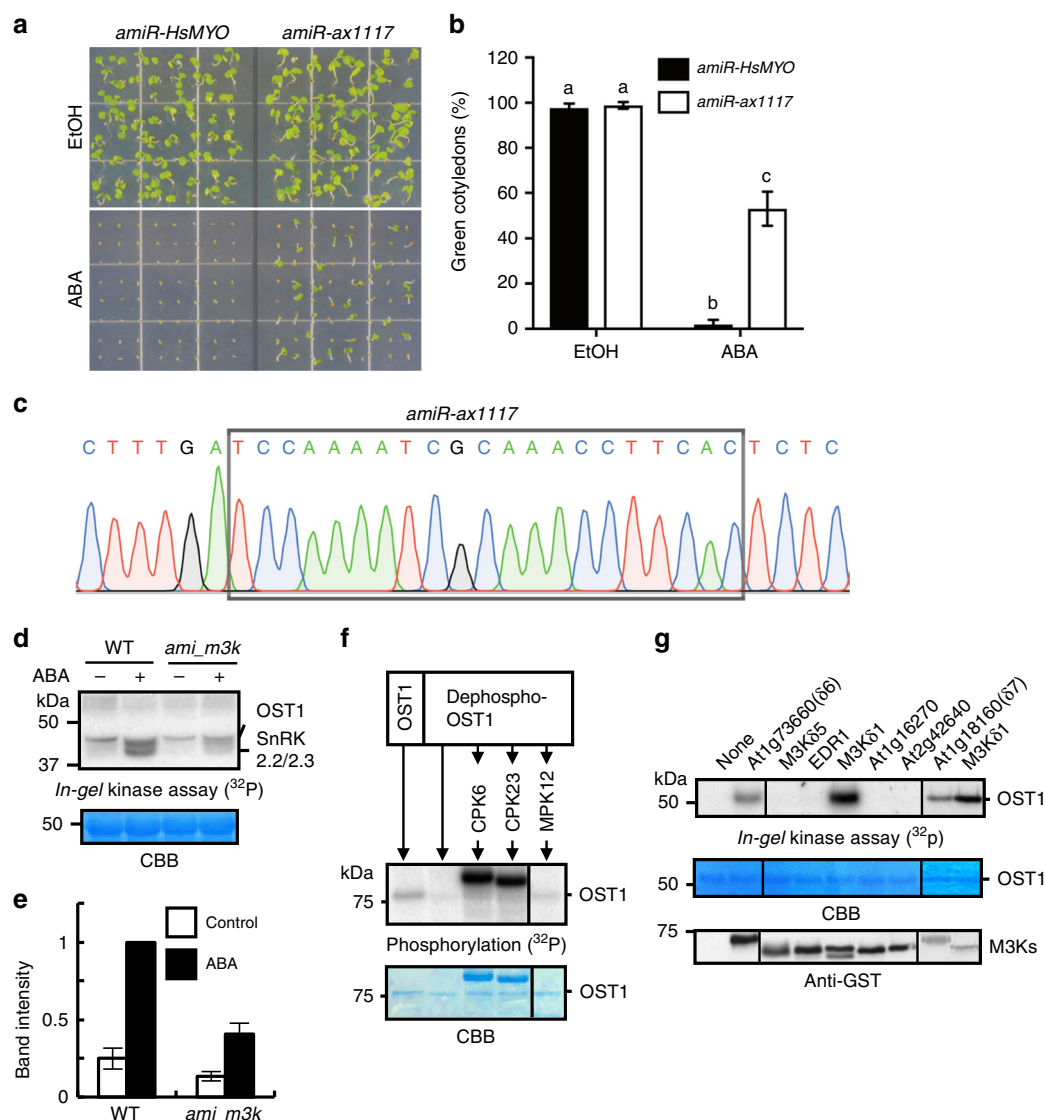 a
amiR-HsMYO amiR-ax1117
EtOH
ABA
b
120
100
80
60
40
20
0
Green cotyledons (%)
amiR-HsMYO
amiR-ax1117
a a
b
c
EtOH ABA
c
amiR-ax1117
C T T T G A T C C A A A A T C G C A A A C C T T C A C T C T C
d
WT ami_m3k
ABA – + – +
kDa
50
37
OST1
SnRK
2.2/2.3
In-gel kinase assay (32P)
50
CBB
e
Band intensity
1
0.5
0
Control
ABA
WT ami_m3k
f
OST1
Dephospho-
OST1
CPK6
CPK23
MPK12
kDa
75
OST1
Phosphorylation (32P)
75
OST1
CBB
g
None
At1g73660(δ6)
M3Kδ5
EDR1
M3Kδ1
At1g16270
At2g42640
At1g18160(δ7)
M3Kδ1
kDa
50
OST1
In-gel kinase assay (32p)
50
OST1
CBB
75
M3Ks
Anti-GST